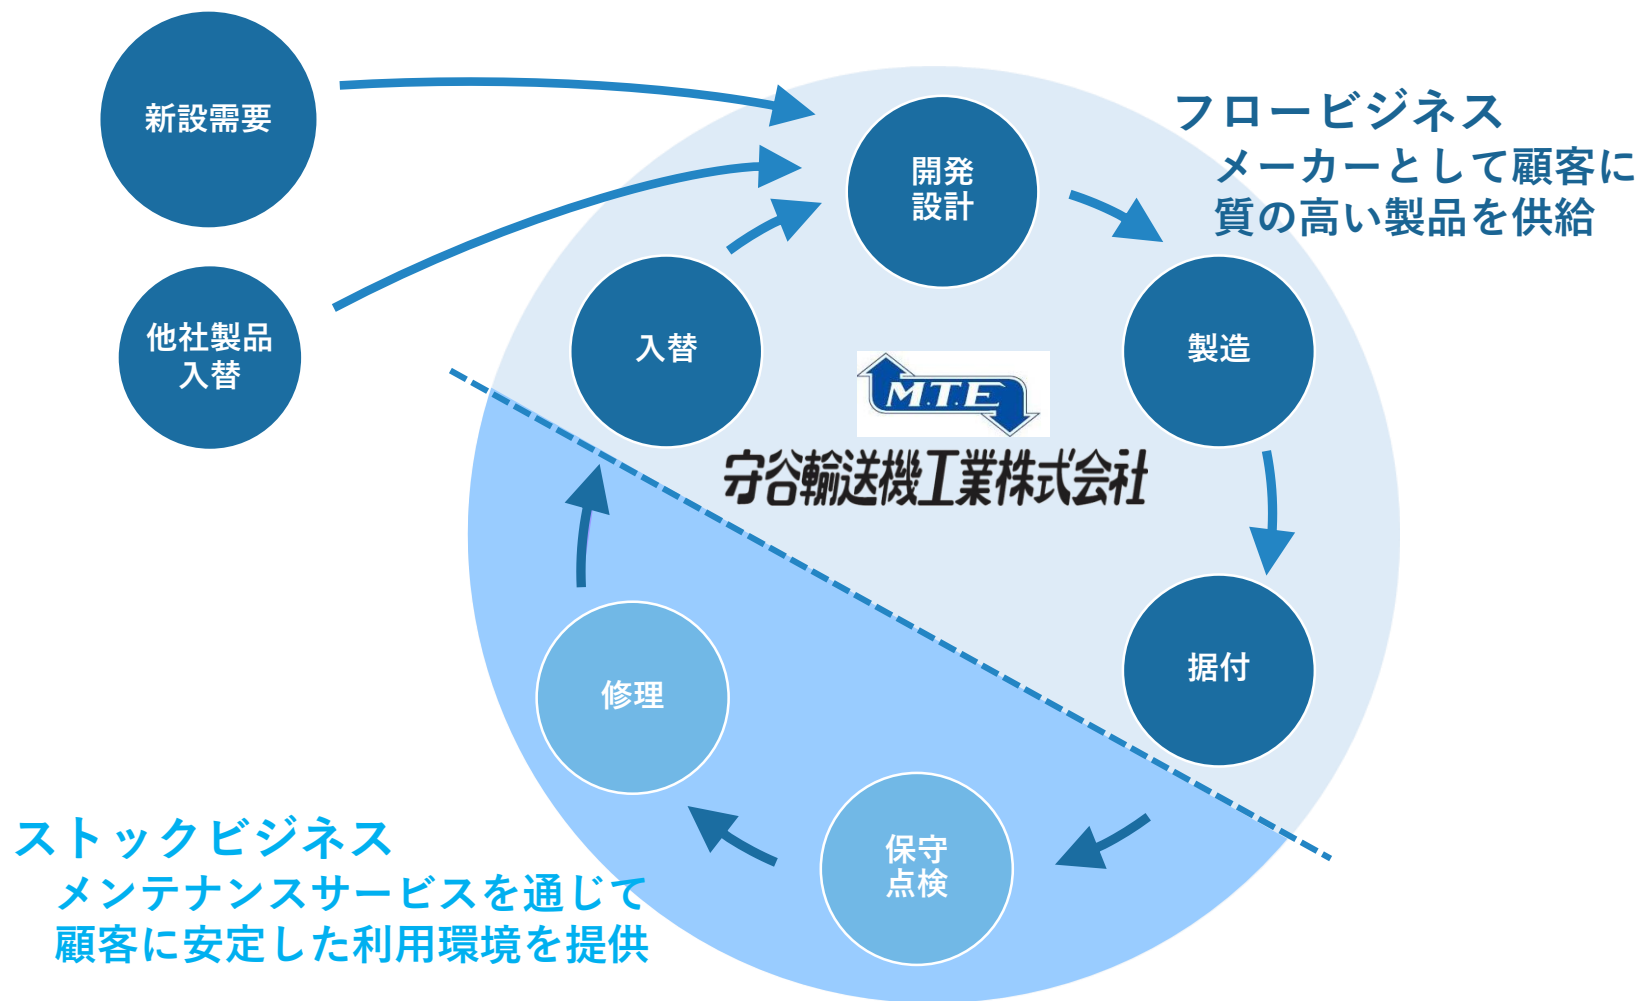 新設需要
他社製品
入替
フロービジネス
メーカーとして顧客に
質の高い製品を供給
開発
設計
製造
据付
保守
点検
修理
入替
M.T.E
守谷輸送機工業株式会社
ストックビジネス
メンテナンスサービスを通じて
顧客に安定した利用環境を提供